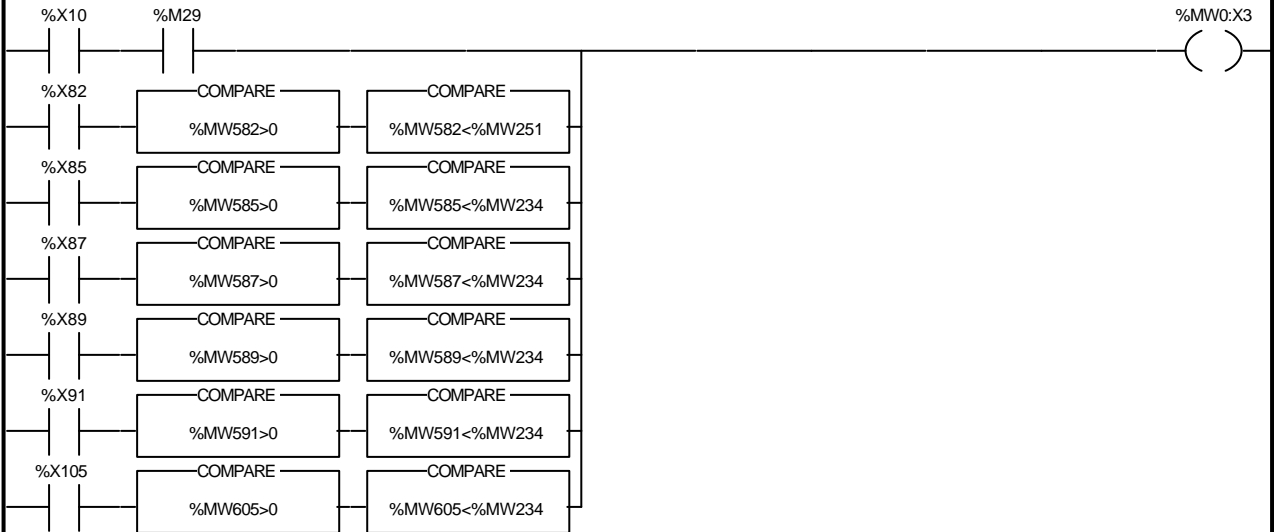 %X10 %M29 %MW0:X3
%X82 COMPARE COMPARE
%MW582>0 %MW582<%MW251
%X85 COMPARE COMPARE
%MW585>0 %MW585<%MW234
%X87 COMPARE COMPARE
%MW587>0 %MW587<%MW234
%X89 COMPARE COMPARE
%MW589>0 %MW589<%MW234
%X91 COMPARE COMPARE
%MW591>0 %MW591<%MW234
%X105 COMPARE COMPARE
%MW605>0 %MW605<%MW234